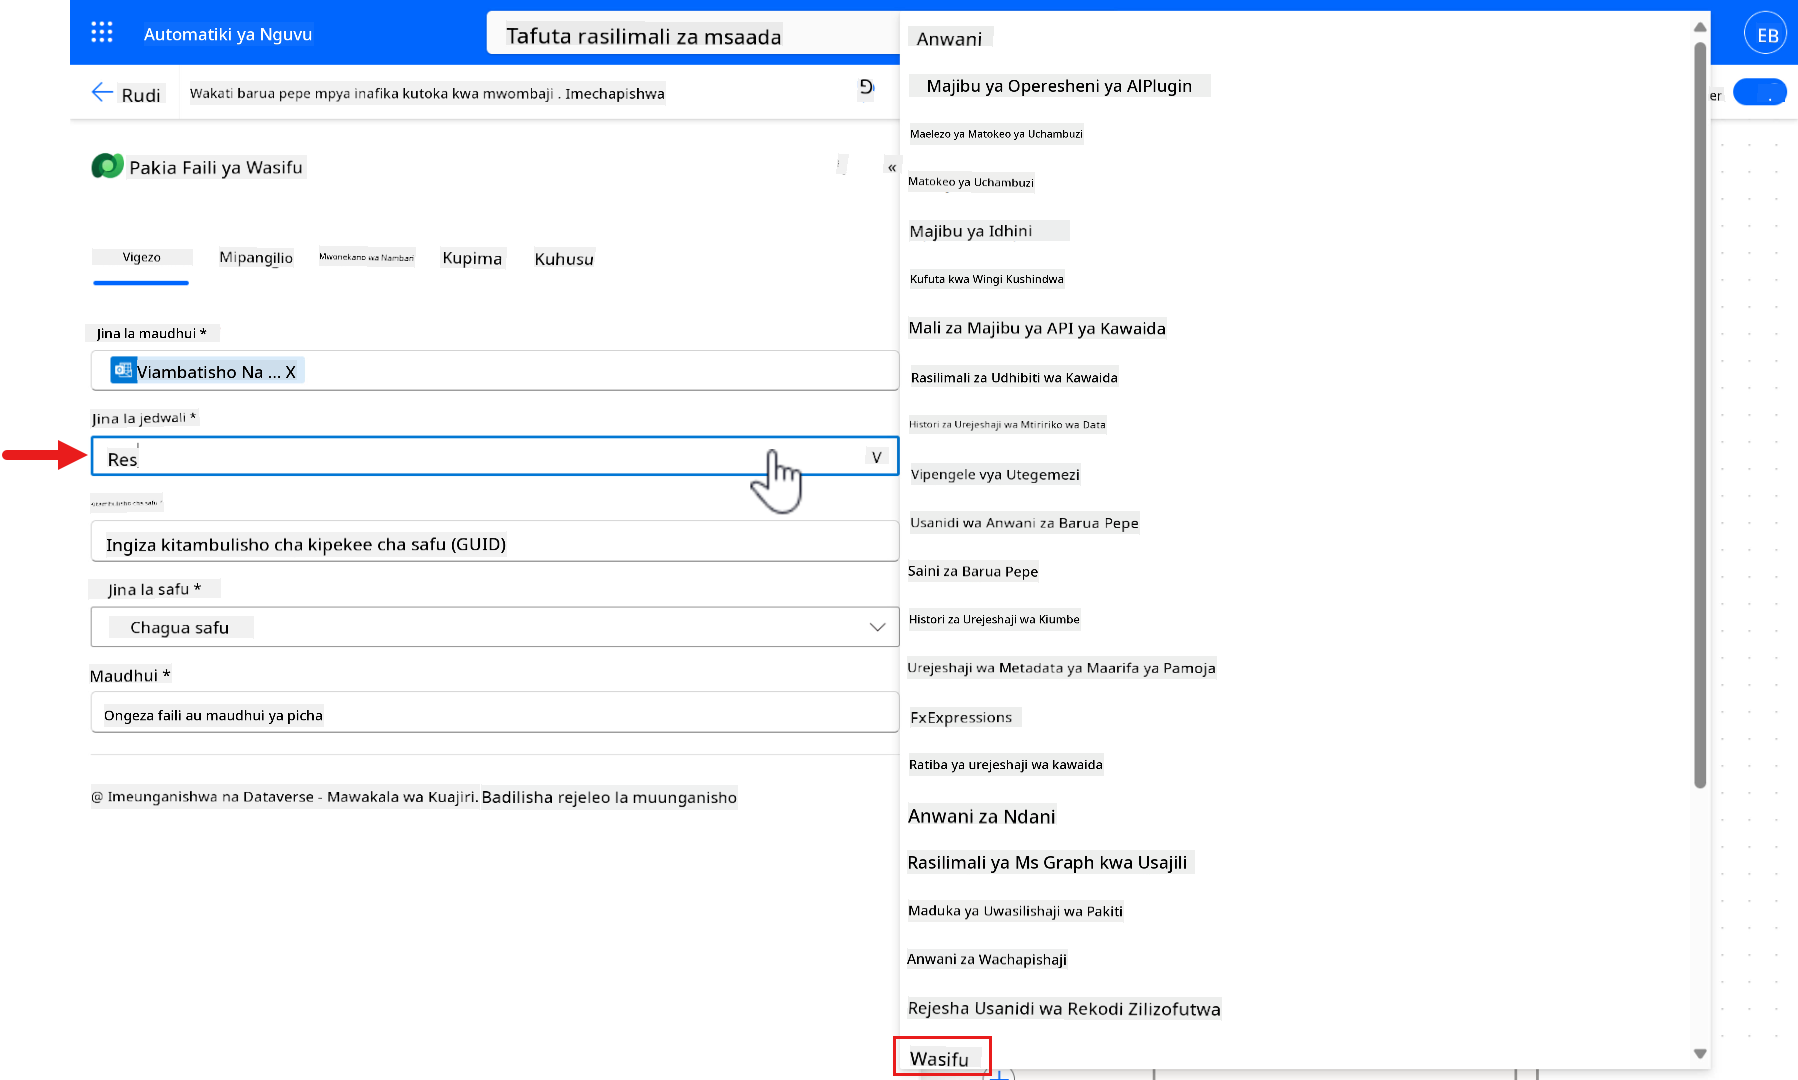 Automatiki ya Nguvu
Tafuta rasilimali za msaada
EB
Rudi
Wakati barua pepe mpya inafika kutoka kwa mwombaji . Imechapishwa
er
Pakia Faili ya Wasifu
«
Vigezo
Mipangilio
Mwonekano wa Nambari
Kupima
Kuhusu
Jina la maudhui *
Viambatisho Na ... X
Jina la jedwali *
Res
V
Ingiza kitambulisho cha kipekee cha safu (GUID)
Jina la safu *
Chagua safu
Maudhui *
Ongeza faili au maudhui ya picha
@ Imeunganishwa na Dataverse - Mawakala wa Kuajiri. Badilisha rejeleo la muunganisho
Anwani
Majibu ya Operesheni ya AlPlugin
Maelezo ya Matokeo ya Uchambuzi
Matokeo ya Uchambuzi
Majibu ya Idhini
Kufuta kwa Wingi Kushindwa
Mali za Majibu ya API ya Kawaida
Rasilimali za Udhibiti wa Kawaida
Histori za Urejeshaji wa Mtiririko wa Data
Vipengele vya Utegemezi
Usanidi wa Anwani za Barua Pepe
Saini za Barua Pepe
Histori za Urejeshaji wa Kiumbe
Urejeshaji wa Metadata ya Maarifa ya Pamoja
FxExpressions
Ratiba ya urejeshaji wa kawaida
Anwani za Ndani
Rasilimali ya Ms Graph kwa Usajili
Maduka ya Uwasilishaji wa Pakiti
Anwani za Wachapishaji
Rejesha Usanidi wa Rekodi Zilizofutwa
Wasifu